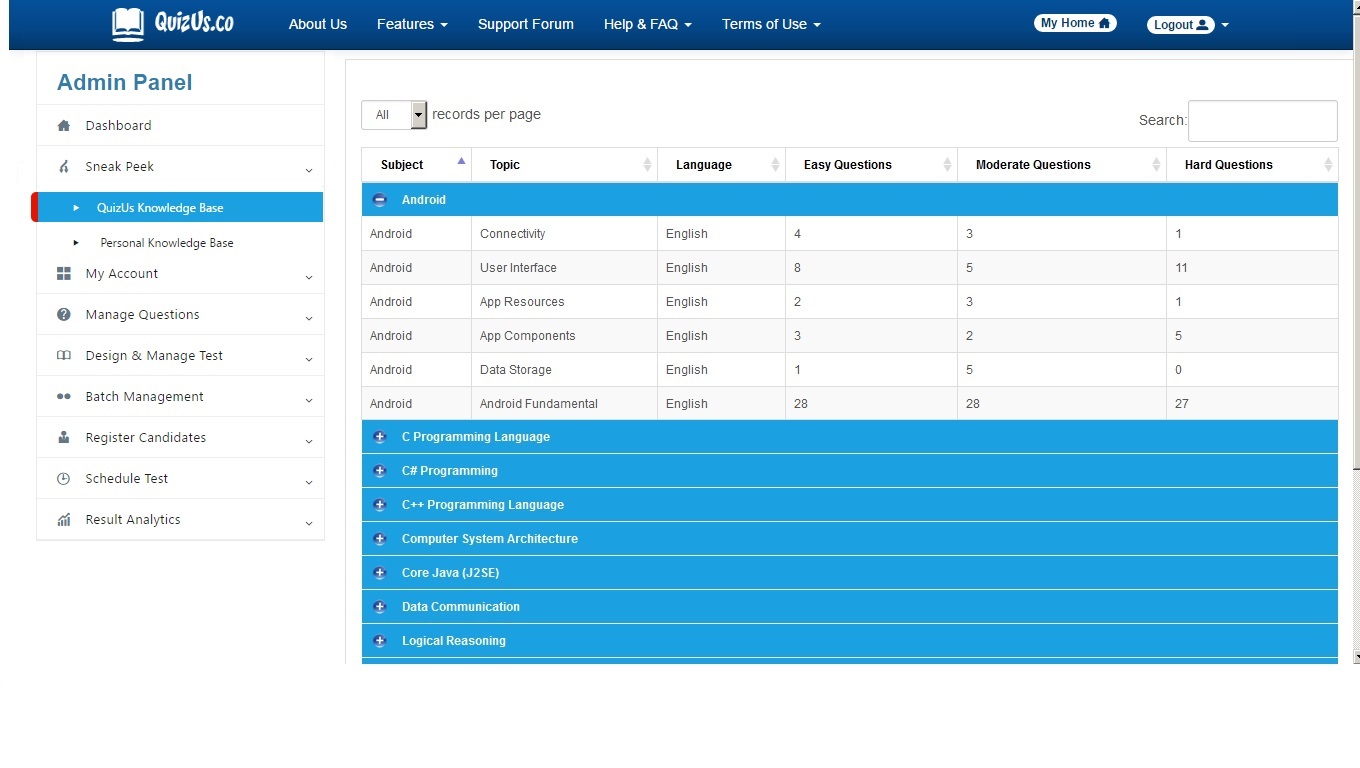 QuizUs.co About Us Features Support Forum Help & FAQ Terms of Use My Home Logout
Admin Panel
Dashboard
Sneak Peek
QuizUs Knowledge Base
Personal Knowledge Base
My Account
Manage Questions
Design & Manage Test
Batch Management
Register Candidates
Schedule Test
Result Analytics
All records per page
Search:
Subject Topic Language Easy Questions Moderate Questions Hard Questions
Android
Android Connectivity English 4 3 1
Android User Interface English 8 5 11
Android App Resources English 2 3 1
Android App Components English 3 2 5
Android Data Storage English 1 5 0
Android Android Fundamental English 28 28 27
C Programming Language
C# Programming
C++ Programming Language
Computer System Architecture
Core Java (J2SE)
Data Communication
Logical Reasoning